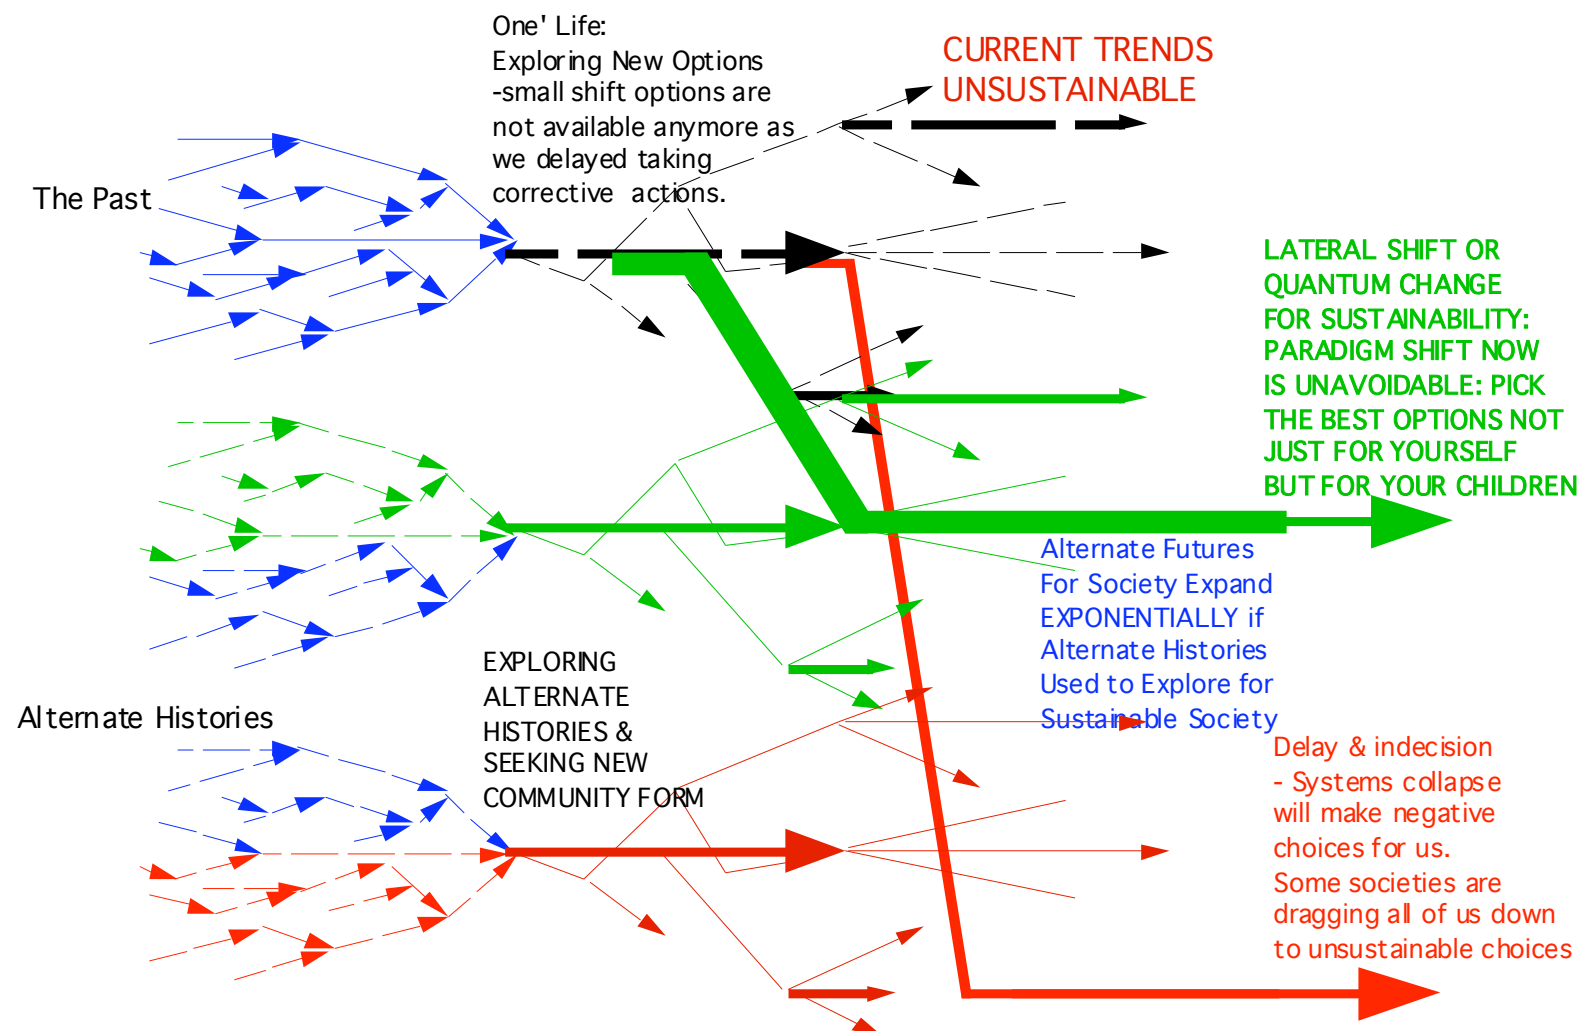 One' Life:
Exploring New Options
-small shift options are
not available anymore as
we delayed taking
corrective actions.
CURRENT TRENDS
UNSUSTAINABLE
The Past
LATERAL SHIFT OR
QUANTUM CHANGE
FOR SUSTAINABILITY:
PARADIGM SHIFT NOW
IS UNAVOIDABLE: PICK
THE BEST OPTIONS NOT
JUST FOR YOURSELF
BUT FOR YOUR CHILDREN
Alternate Futures
For Society Expand
EXPONENTIALLY if
Alternate Histories
Used to Explore for
Sustainable Society
EXPLORING
ALTERNATE
HISTORIES &
SEEKING NEW
COMMUNITY FORM
Alternate Histories
Delay & indecision
- Systems collapse
will make negative
choices for us.
Some societies are
dragging all of us down
to unsustainable choices